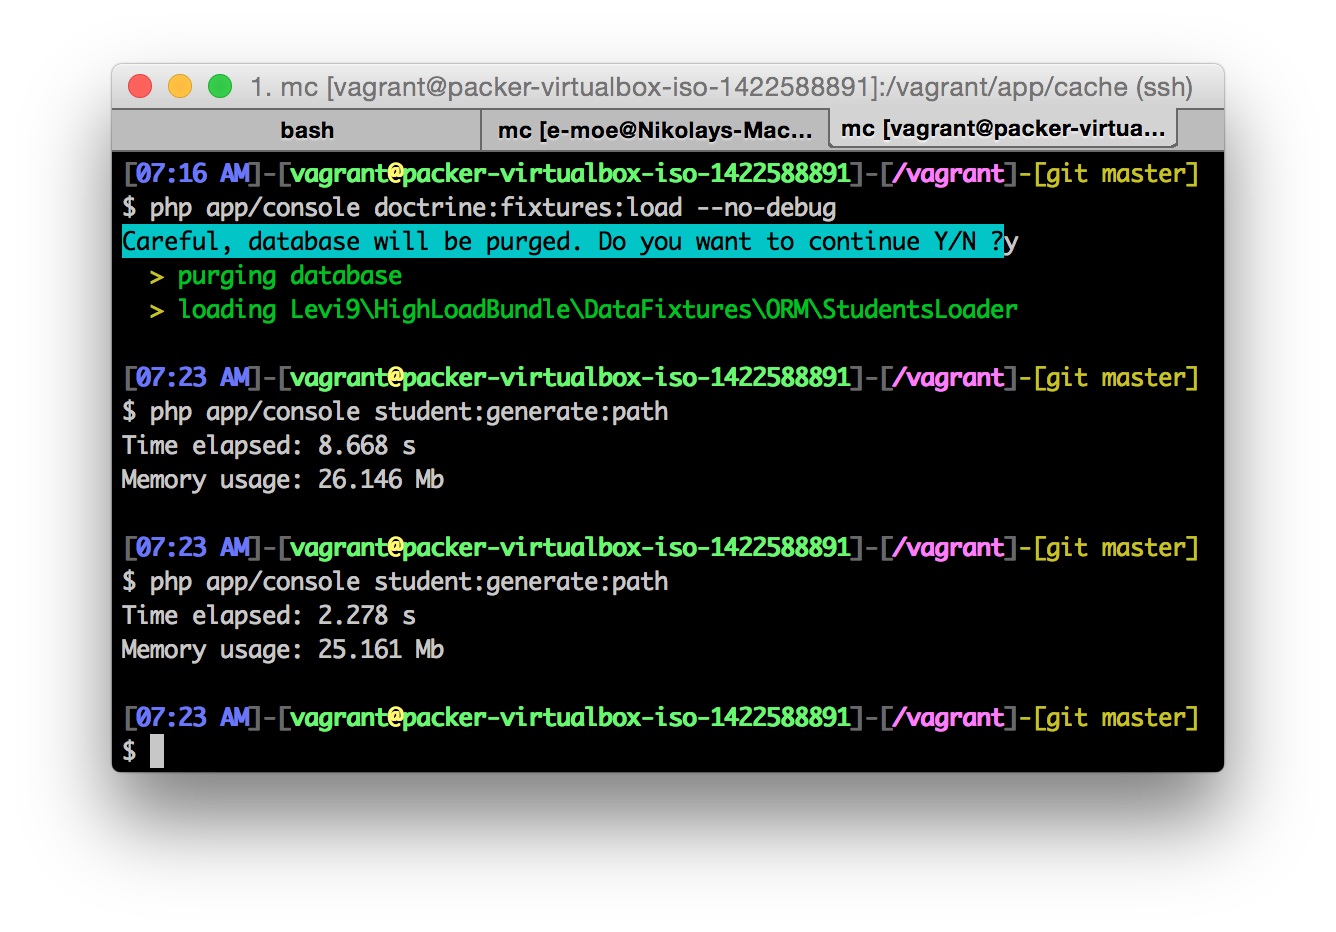 1. mc [vagrant@packer-virtualbox-iso-1422588891]:/vagrant/app/cache (ssh)
bash mc [e-moe@Nikolays-Mac... mc [vagrant@packer-virtua...
[07:16 AM]-[vagrant@packer-virtualbox-iso-1422588891]-[/vagrant]-[git master]
$ php app/console doctrine:fixtures:load --no-debug
Careful, database will be purged. Do you want to continue Y/N ?y
> purging database
> loading Levi9\HighLoadBundle\DataFixtures\ORM\StudentsLoader
[07:23 AM]-[vagrant@packer-virtualbox-iso-1422588891]-[/vagrant]-[git master]
$ php app/console student:generate:path
Time elapsed: 8.668 s
Memory usage: 26.146 Mb
[07:23 AM]-[vagrant@packer-virtualbox-iso-1422588891]-[/vagrant]-[git master]
$ php app/console student:generate:path
Time elapsed: 2.278 s
Memory usage: 25.161 Mb
[07:23 AM]-[vagrant@packer-virtualbox-iso-1422588891]-[/vagrant]-[git master]
$